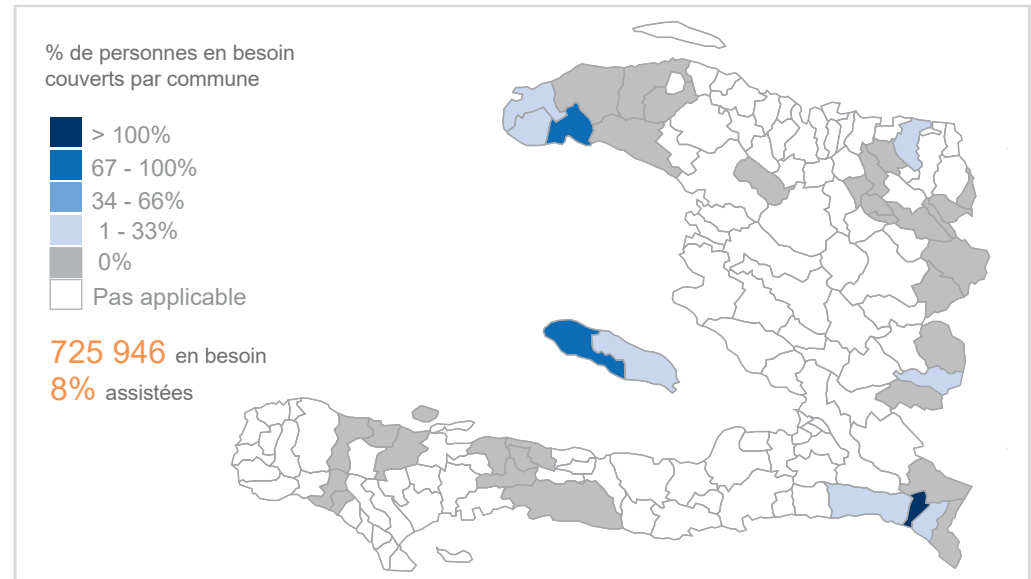 % de personnes en besoin
couverts par commune
> 100%
67 - 100%
34 - 66%
1 - 33%
0%
Pas applicable
725 946 en besoin
8% assistées